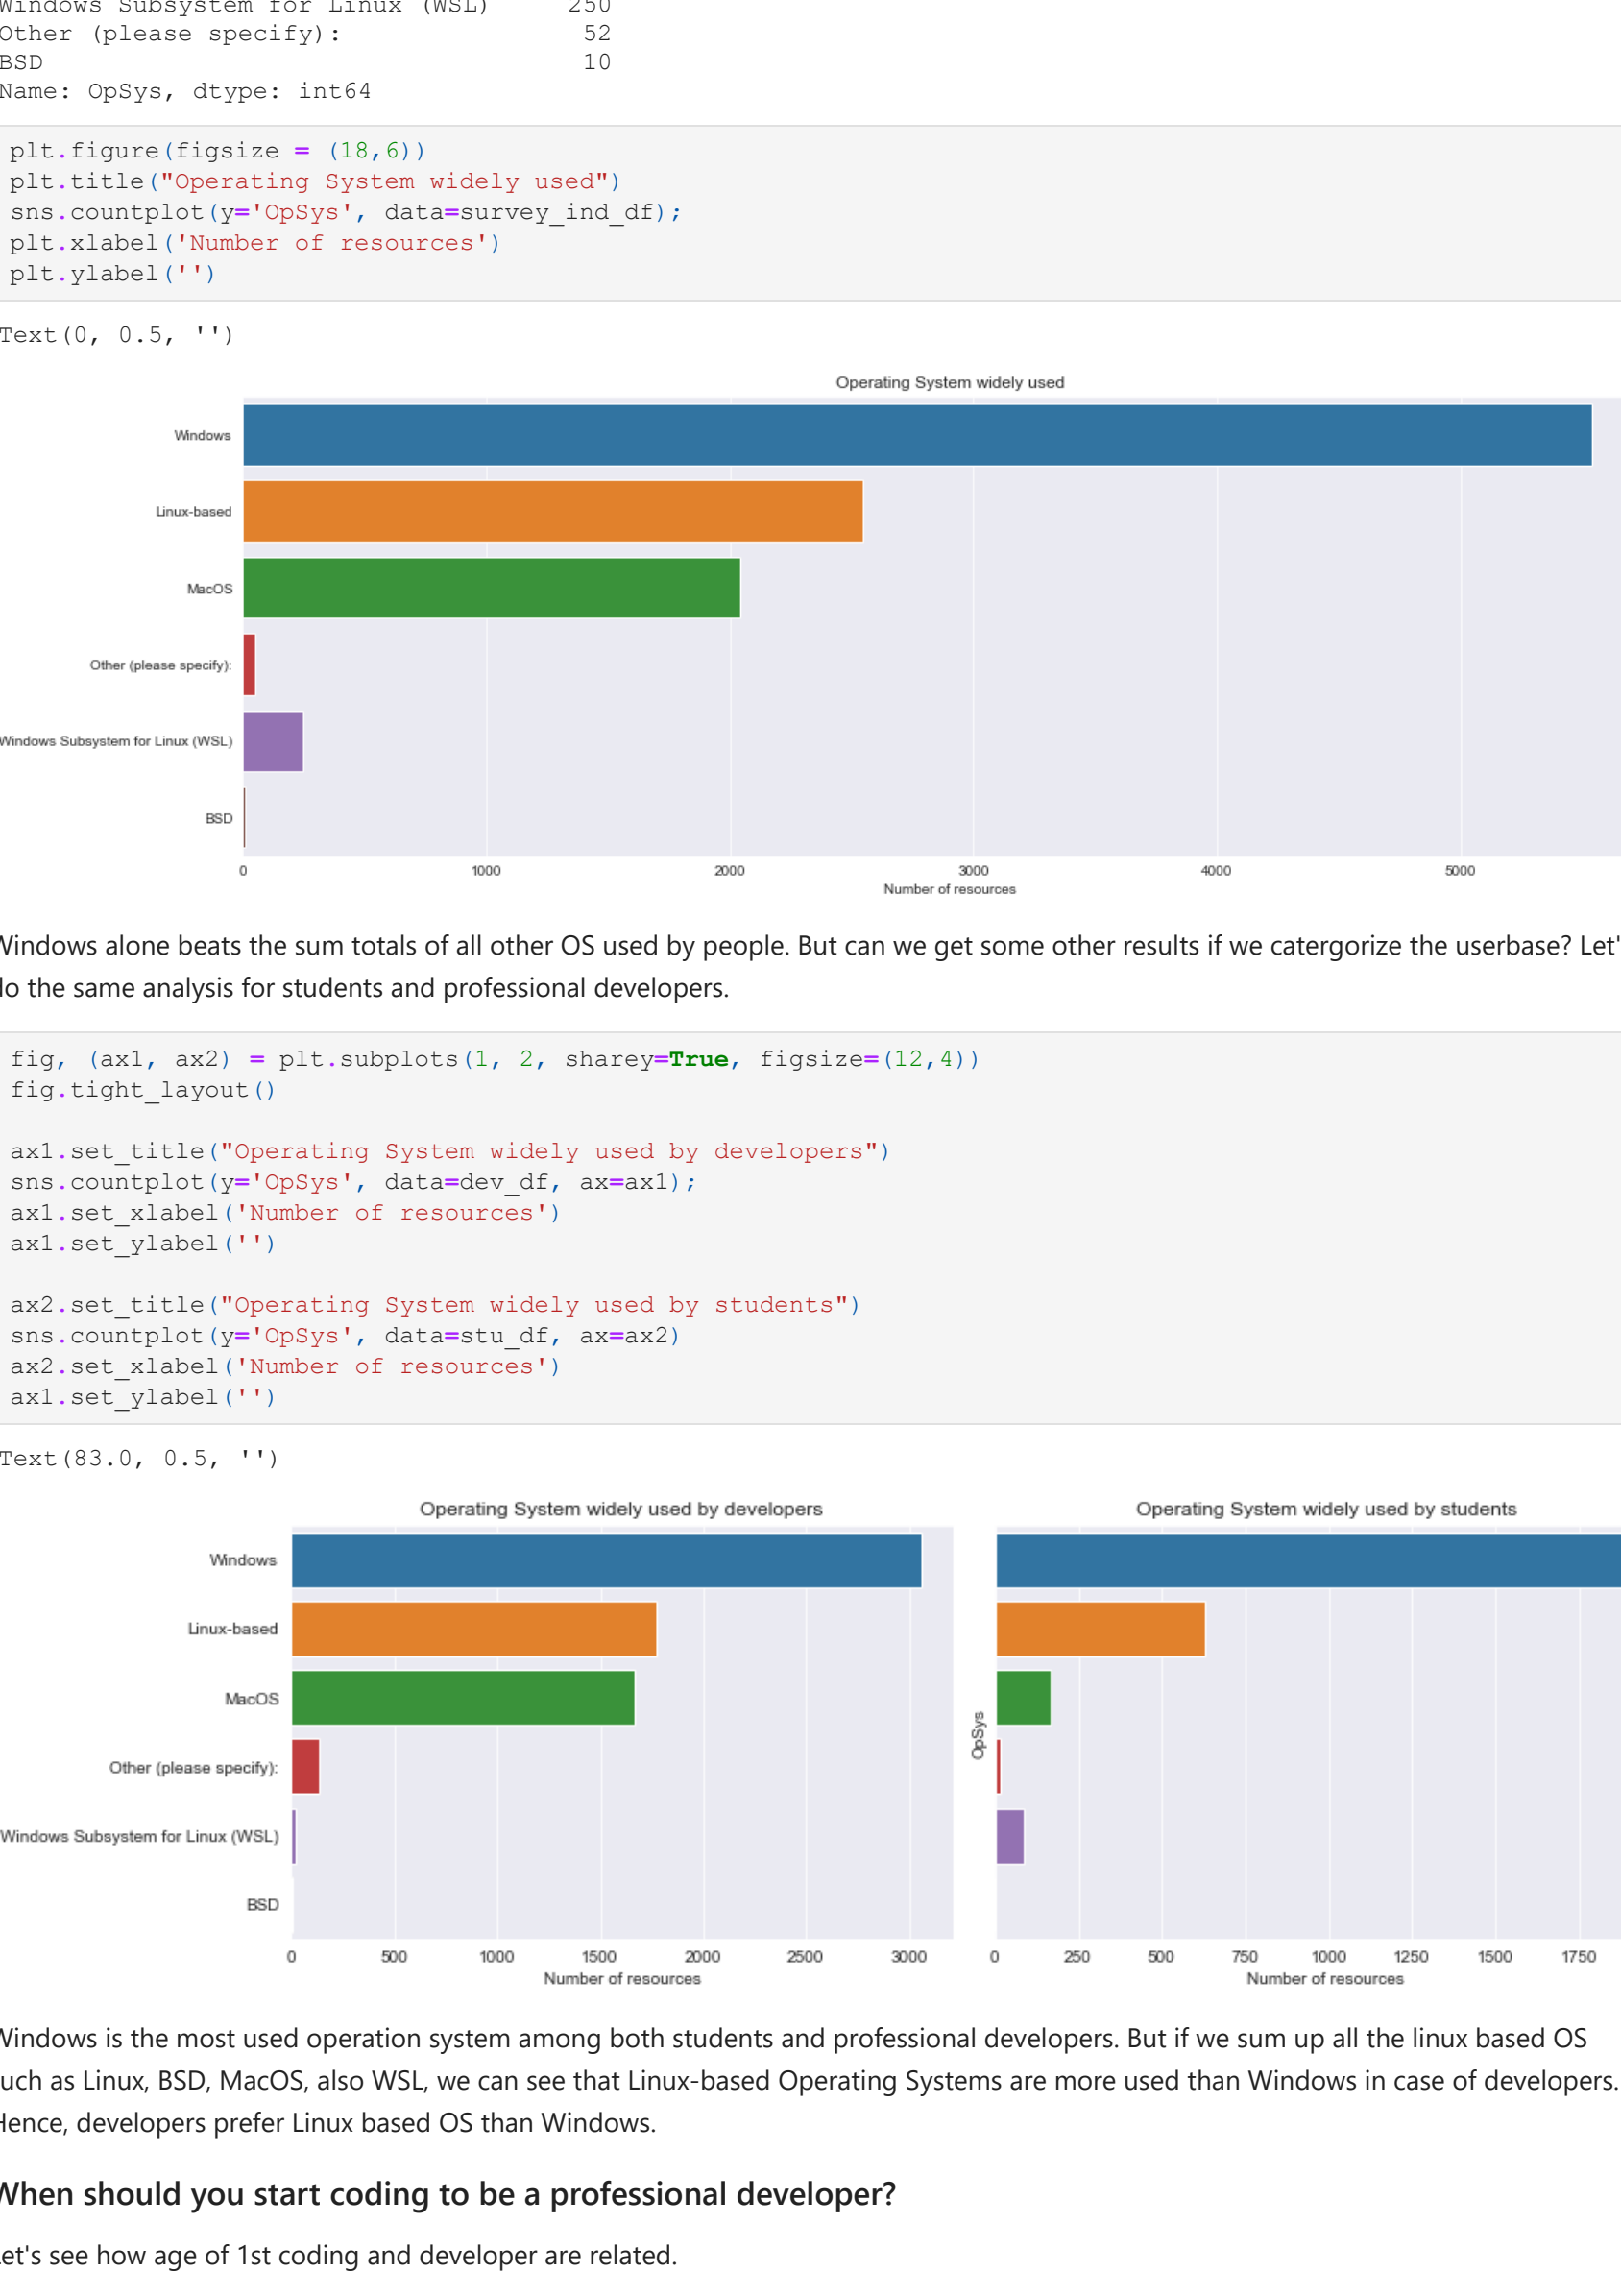 Windows Subsystem for Linux (WSL) 250
Other (please specify): 52
BSD 10
Name: OpSys, dtype: int64
plt.figure(figsize = (18,6))
plt.title("Operating System widely used")
sns.countplot(y='OpSys', data=survey_ind_df);
plt.xlabel('Number of resources')
plt.ylabel('')
Text(0, 0.5, '')
Operating System widely used
Windows
Linux-based
MacOS
Other (please specify):
Windows Subsystem for Linux (WSL)
BSD
0 1000 2000 3000 4000 5000
Number of resources
Windows alone beats the sum totals of all other OS used by people. But can we get some other results if we catergorize the userbase? Let'
do the same analysis for students and professional developers.
fig, (ax1, ax2) = plt.subplots(1, 2, sharey=True, figsize=(12,4))
fig.tight_layout()
ax1.set_title("Operating System widely used by developers")
sns.countplot(y='OpSys', data=dev_df, ax=ax1);
ax1.set_xlabel('Number of resources')
ax1.set_ylabel('')
ax2.set_title("Operating System widely used by students")
sns.countplot(y='OpSys', data=stu_df, ax=ax2)
ax2.set_xlabel('Number of resources')
ax1.set_ylabel('')
Text(83.0, 0.5, '')
Operating System widely used by developers
Windows
Linux-based
MacOS
Other (please specify):
Windows Subsystem for Linux (WSL)
BSD
0 500 1000 1500 2000 2500 3000
Number of resources
Operating System widely used by students
OpSys
0 250 500 750 1000 1250 1500 1750
Number of resources
Windows is the most used operation system among both students and professional developers. But if we sum up all the linux based OS
such as Linux, BSD, MacOS, also WSL, we can see that Linux-based Operating Systems are more used than Windows in case of developers.
Hence, developers prefer Linux based OS than Windows.
When should you start coding to be a professional developer?
Let's see how age of 1st coding and developer are related.